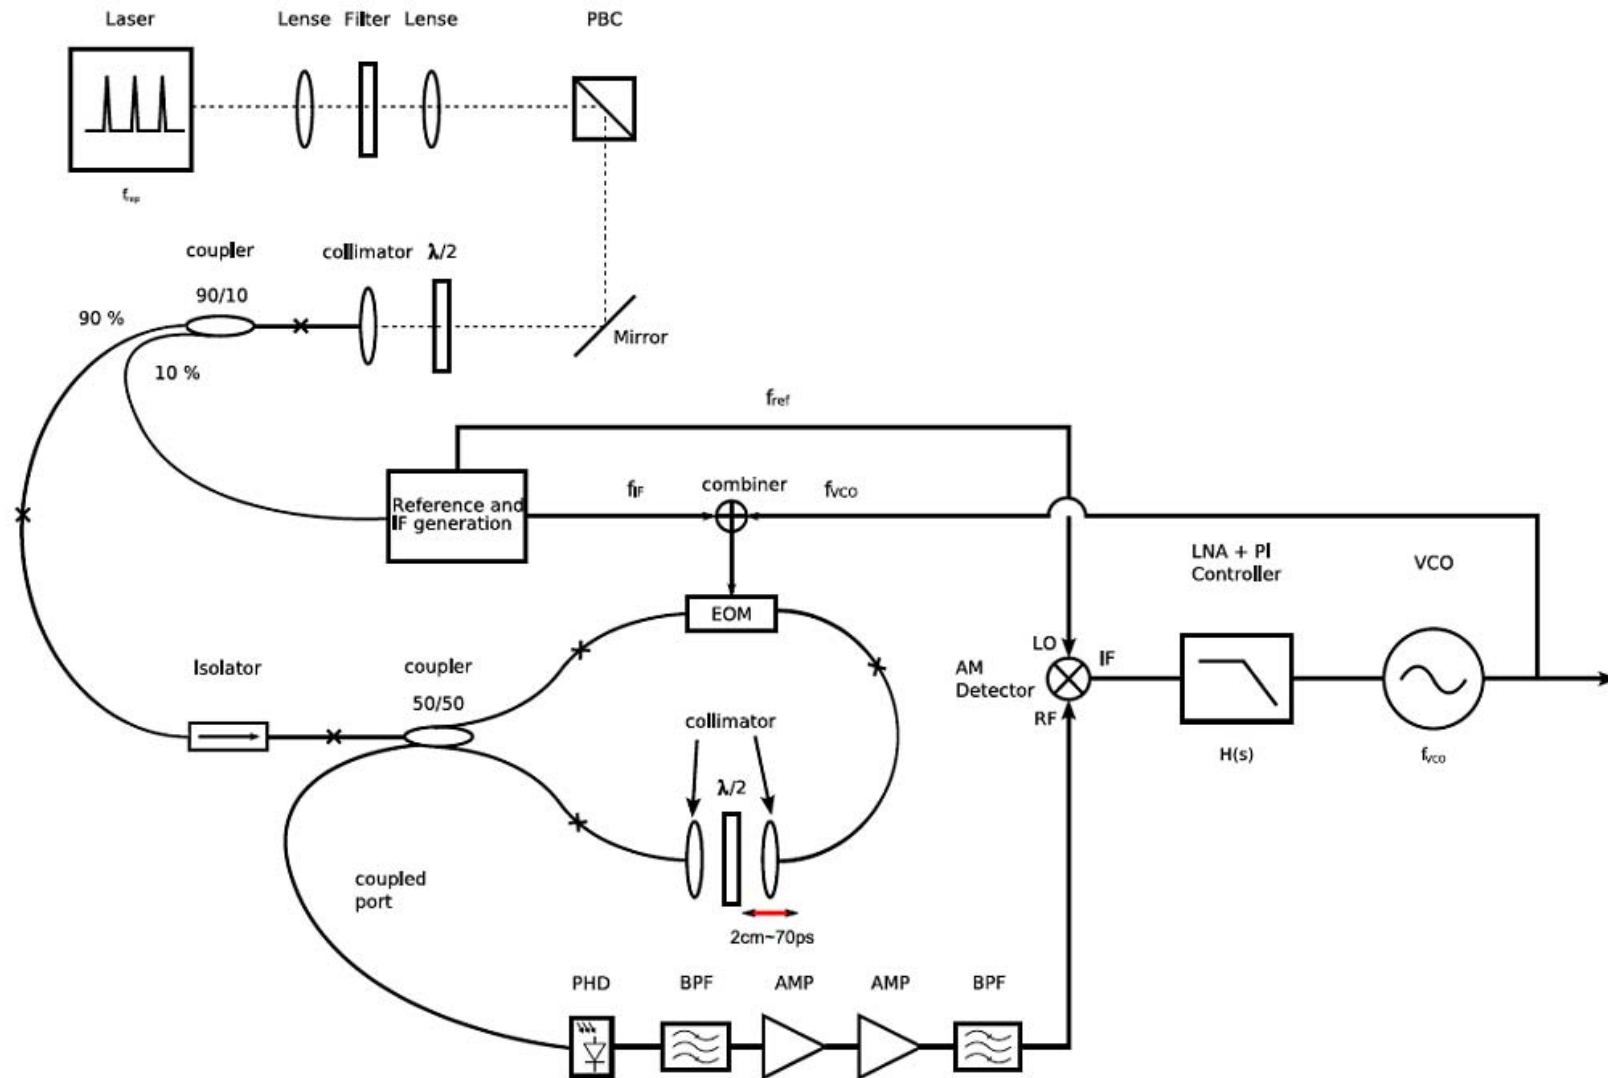 Laser
Lense
Filter
Lense
PBC
frep
coupler
90/10
collimator
λ/2
90 %
10 %
Mirror
fref
Reference and
IF generation
fIF
combiner
fVCO
LNA + PI
Controller
VCO
EOM
Isolator
coupler
50/50
AM
Detector
LO
IF
RF
collimator
λ/2
H(s)
fVCO
coupled
port
2cm~70ps
PHD
BPF
AMP
AMP
BPF